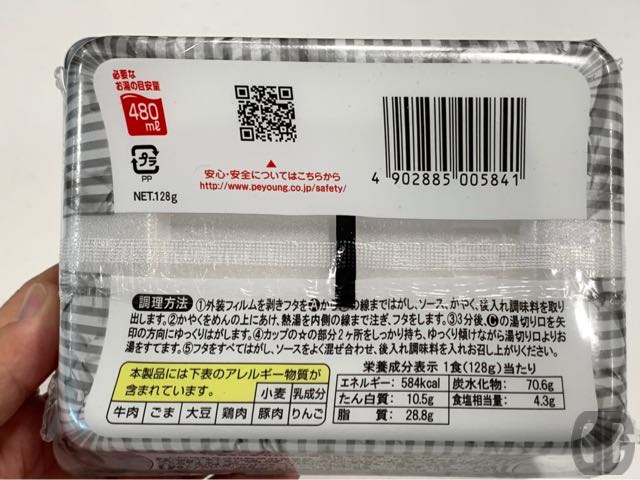 必要な
お湯の目安量
480
ml
プラ
PP
NET.128g
安心・安全についてはこちらから
http://www.peyoung.co.jp/safety/
4 902885 005841
調理方法 ①外装フィルムを剥きフタをⒶからⒷの線まではがし、ソース、かやく、後入れ調味料を取り
出します。②かやくをめんの上にあけ、熱湯を内側の線まで注ぎ、フタをします。③3分後、Ⓒの湯切り口を矢
印の方向にゆっくりはがします。④カップの☆の部分2ヶ所をしっかり持ち、ゆっくり傾けながら湯切り口よりお
湯をすてます。⑤フタをすべてはがし、ソースをよく混ぜ合わせ、後入れ調味料を入れお召し上がりください。
本製品には下表のアレルギー物質が
含まれています。
小麦 乳成分
牛肉 ごま 大豆 鶏肉 豚肉 りんご
栄養成分表示 1食(128g)当たり
エネルギー: 584kcal 炭水化物: 70.6g
たん白質: 10.5g 食塩相当量: 4.3g
脂質: 28.8g